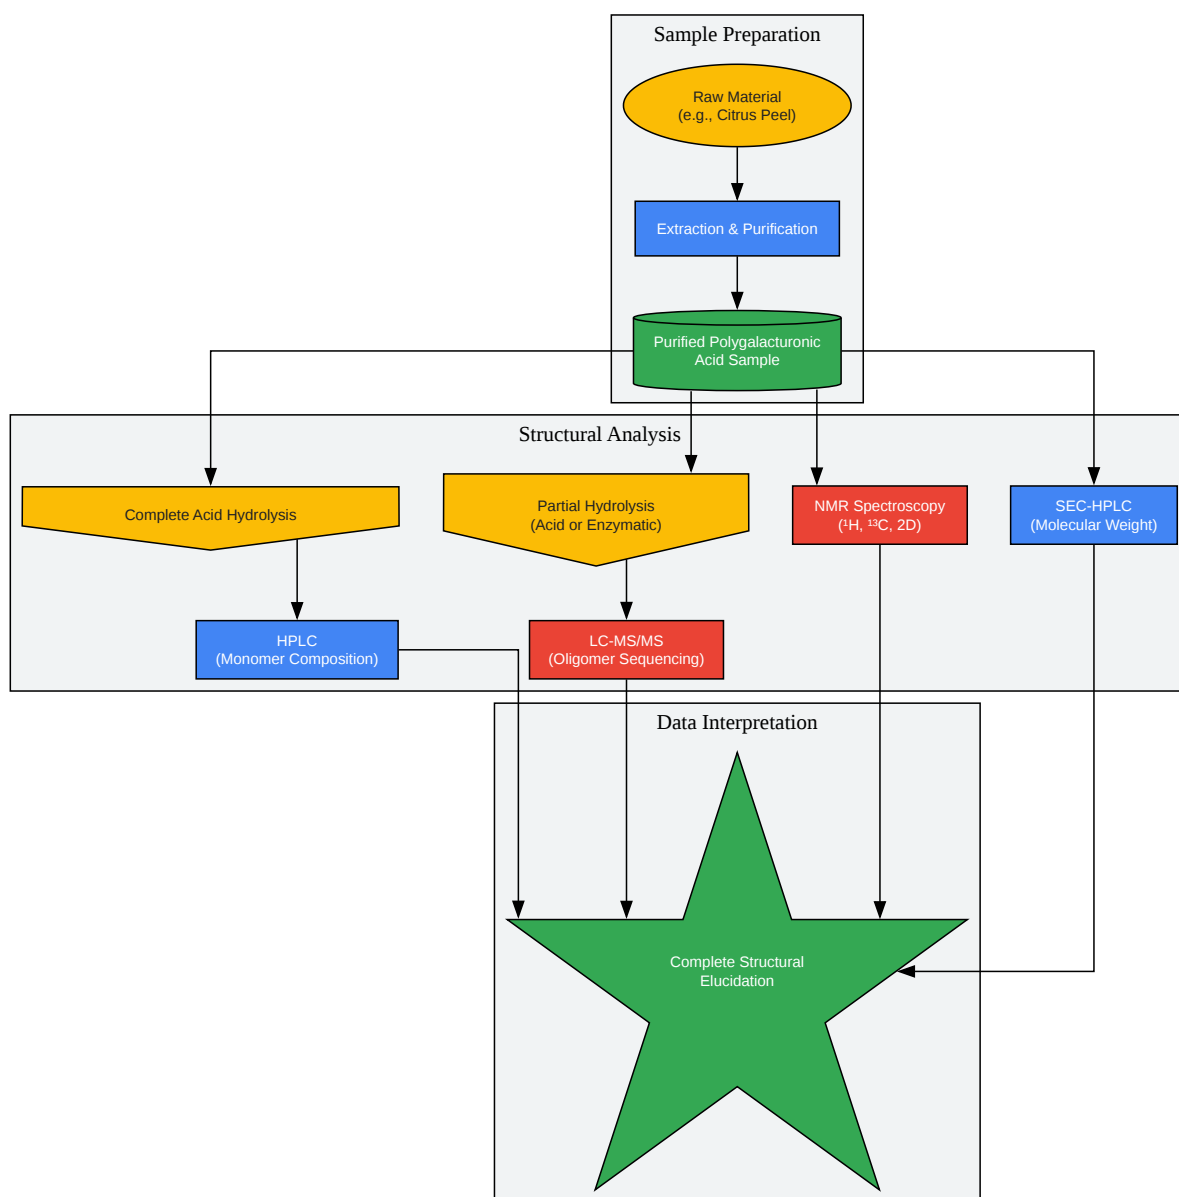 Sample Preparation
Raw Material
(e.g., Citrus Peel)
Extraction & Purification
Purified Polygalacturonic
Acid Sample
Structural Analysis
Complete Acid Hydrolysis
Partial Hydrolysis
(Acid or Enzymatic)
NMR Spectroscopy
(¹H, ¹³C, 2D)
SEC-HPLC
(Molecular Weight)
HPLC
(Monomer Composition)
LC-MS/MS
(Oligomer Sequencing)
Data Interpretation
Complete Structural
Elucidation